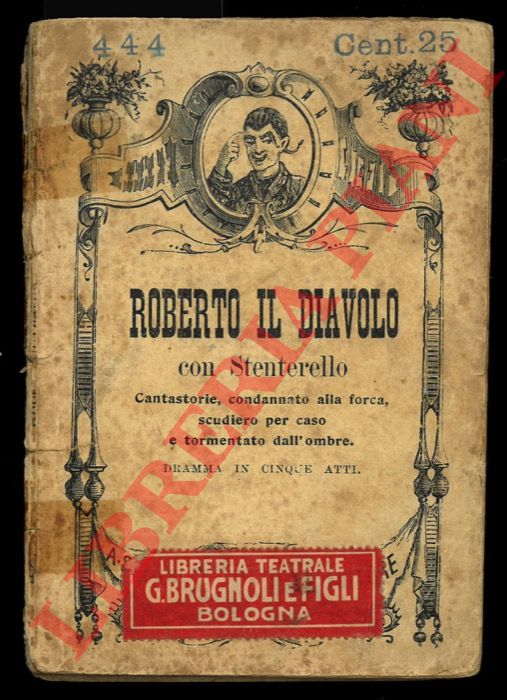 444
Cent. 25
ROBERTO IL DIAVOLO
con Stenterello
Cantastorie, condannato alla forca,
scudiero per caso
e tormentato dall'ombre.
DRAMMA IN CINQUE ATTI.
LIBRERIA TEATRALE
G. BRUGNOLI E FIGLI
BOLOGNA
LIBRERIA PIANI